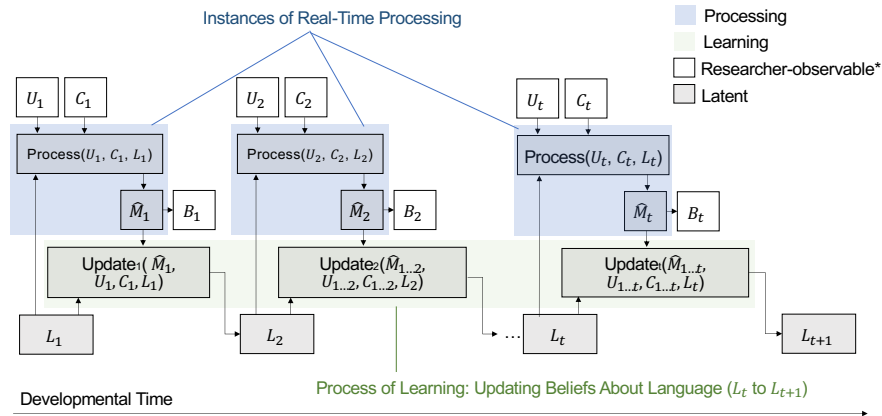 Instances of Real-Time Processing
Processing
Learning
Researcher-observable*
Latent
U₁ C₁ U₂ C₂ Uₜ Cₜ
Process(U₁, C₁, L₁) Process(U₂, C₂, L₂) Process(Uₜ, Cₜ, Lₜ)
M̂₁ B₁ M̂₂ B₂ M̂ₜ Bₜ
Update₁( M̂₁,
U₁, C₁, L₁)
Update₂(M̂₁…₂,
U₁…₂, C₁…₂, L₂)
Updateₜ(M̂₁…ₜ,
U₁…ₜ, C₁…ₜ, Lₜ)
L₁ L₂ … Lₜ Lₜ₊₁
Process of Learning: Updating Beliefs About Language (Lₜ to Lₜ₊₁)
Developmental Time